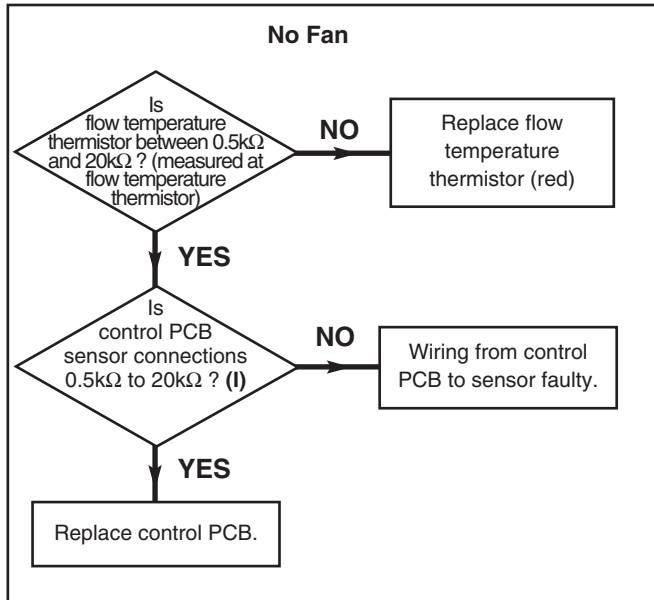 No Fan
Is
flow temperature
thermistor between 0.5kΩ
and 20kΩ ? (measured at
flow temperature
thermistor)
NO
Replace flow
temperature
thermistor (red)
YES
Is
control PCB
sensor connections
0.5kΩ to 20kΩ ? (I)
NO
Wiring from control
PCB to sensor faulty.
YES
Replace control PCB.